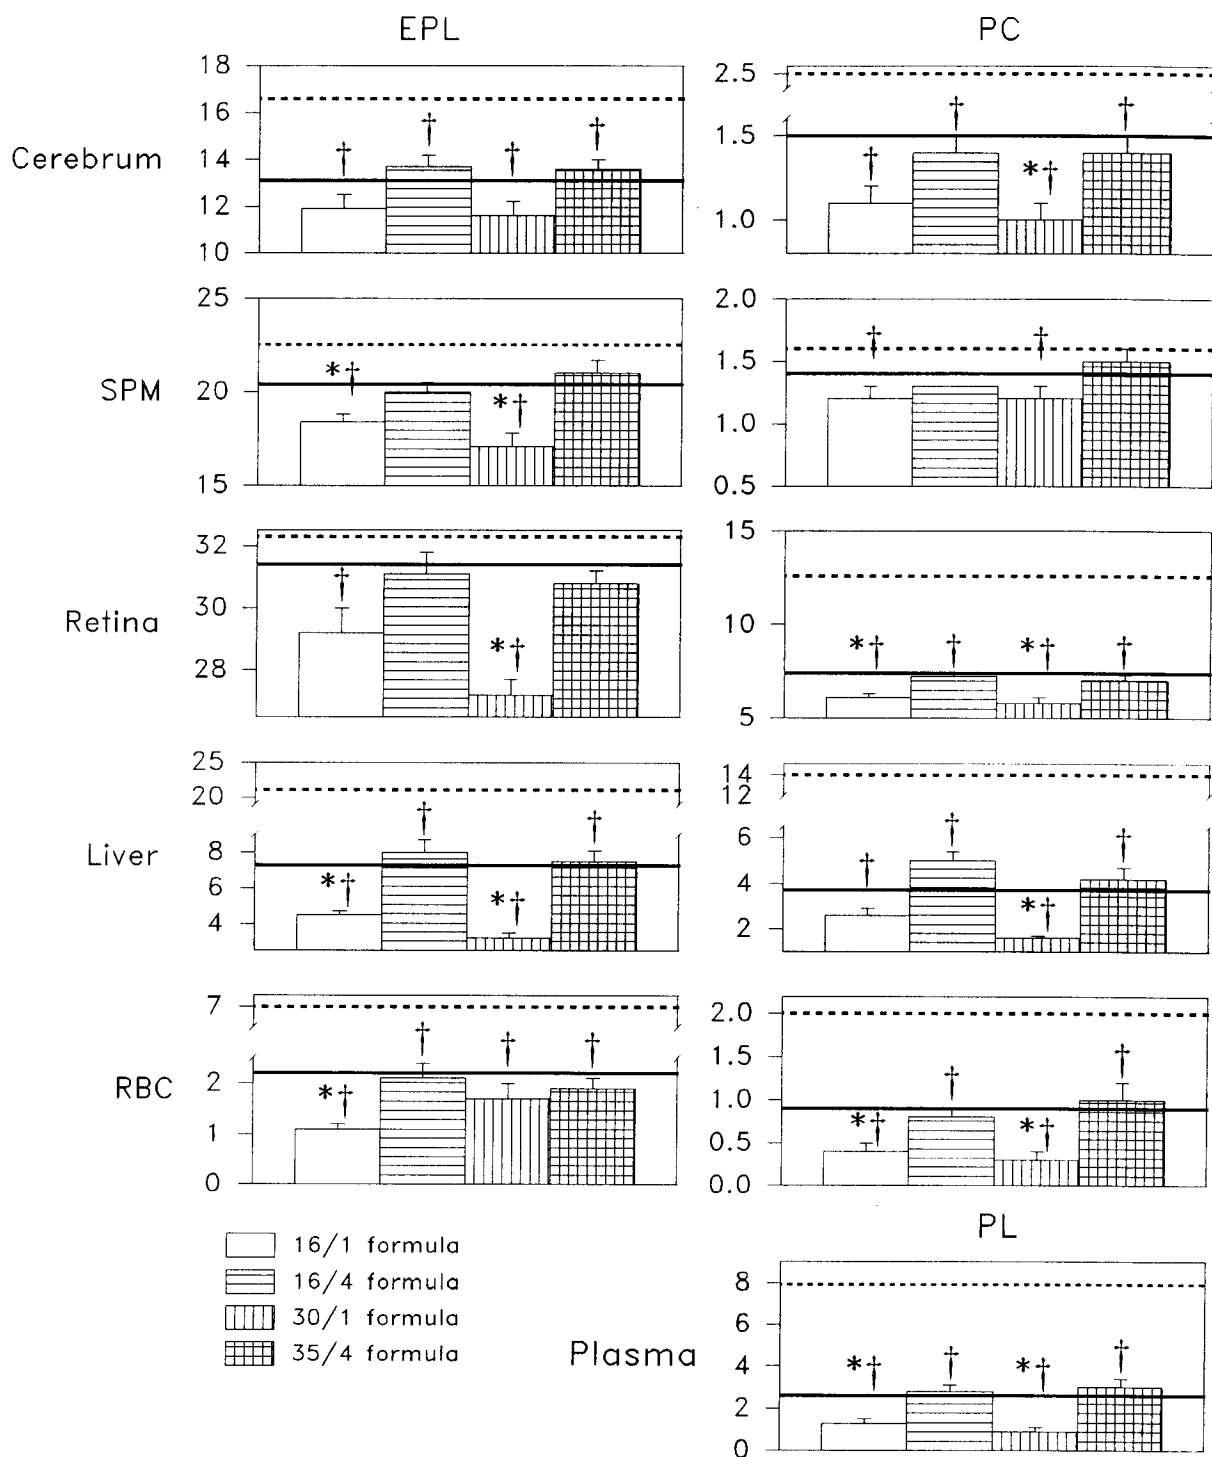 EPL
PC
Cerebrum
18
16
14
12
10
2.5
1.5
1.0
‡ ‡ ‡ ‡
‡ ‡ *‡ ‡
SPM
25
20
15
2.0
1.5
1.0
0.5
*‡ *‡
‡ ‡
Retina
32
30
28
15
10
5
‡ *‡
*‡ ‡ *‡ ‡
Liver
25
20
8
6
4
14
12
6
4
2
*‡ ‡ *‡ ‡
‡ ‡ *‡ ‡
RBC
7
2
1
0
2.0
1.5
1.0
0.5
0.0
*‡ ‡ ‡ ‡
*‡ ‡ *‡ ‡
16/1 formula
16/4 formula
30/1 formula
35/4 formula
PL
Plasma
8
6
4
2
0
*‡ ‡ *‡ ‡